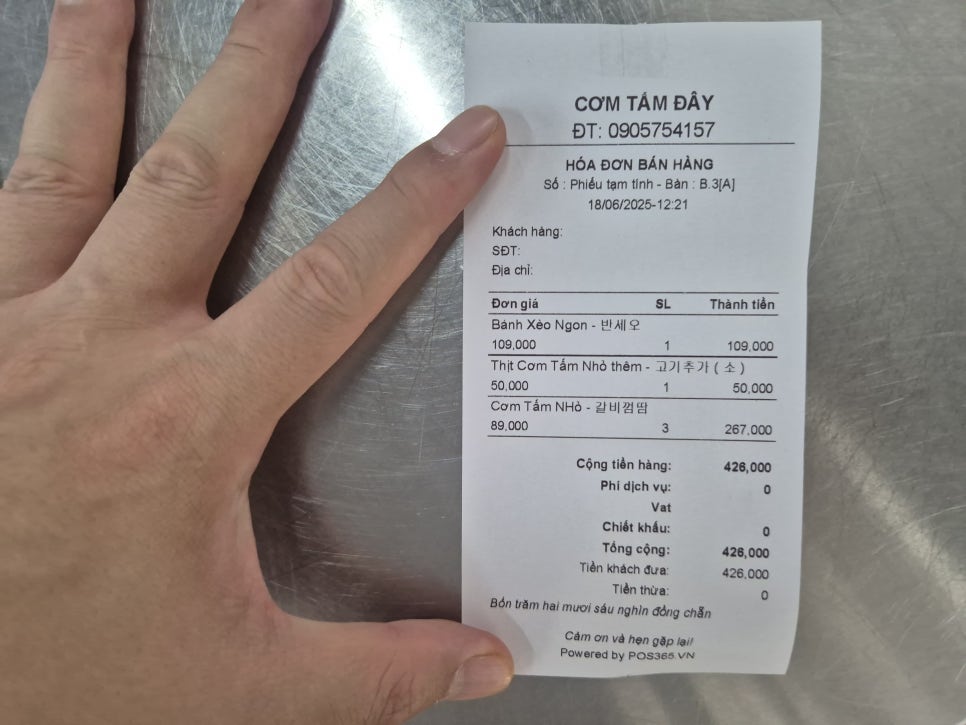 CƠM TẤM ĐÂY
ĐT: 0905754157
HÓA ĐƠN BÁN HÀNG
Số : Phiếu tạm tính - Bàn : B.3[A]
18/06/2025-12:21
Khách hàng:
SĐT:
Địa chỉ:
Đơn giá SL Thành tiền
Bánh Xèo Ngon - 반세오
109,000 1 109,000
Thịt Cơm Tấm Nhỏ thêm - 고기추가 ( 소 )
50,000 1 50,000
Cơm Tấm NHỏ - 갈비껌땀
89,000 3 267,000
Cộng tiền hàng: 426,000
Phí dịch vụ: 0
Vat
Chiết khấu: 0
Tổng cộng: 426,000
Tiền khách đưa: 426,000
Tiền thừa: 0
Bốn trăm hai mươi sáu nghìn đồng chẵn
Cảm ơn và hẹn gặp lại!
Powered by POS365.VN